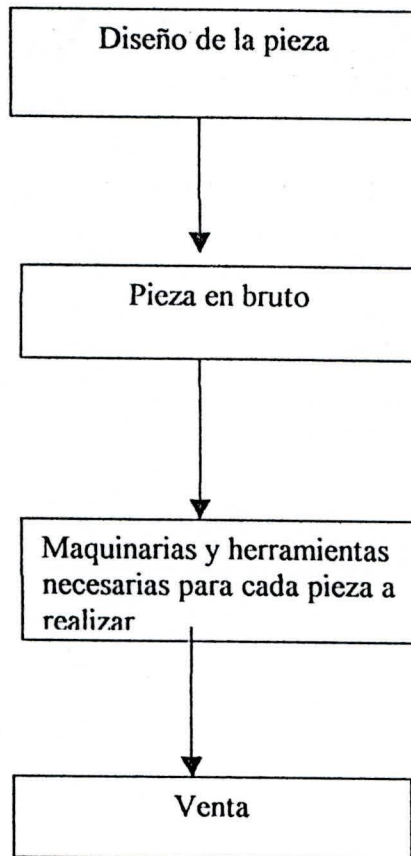 Diseño de la pieza
Pieza en bruto
Maquinarias y herramientas
necesarias para cada pieza a
realizar
Venta